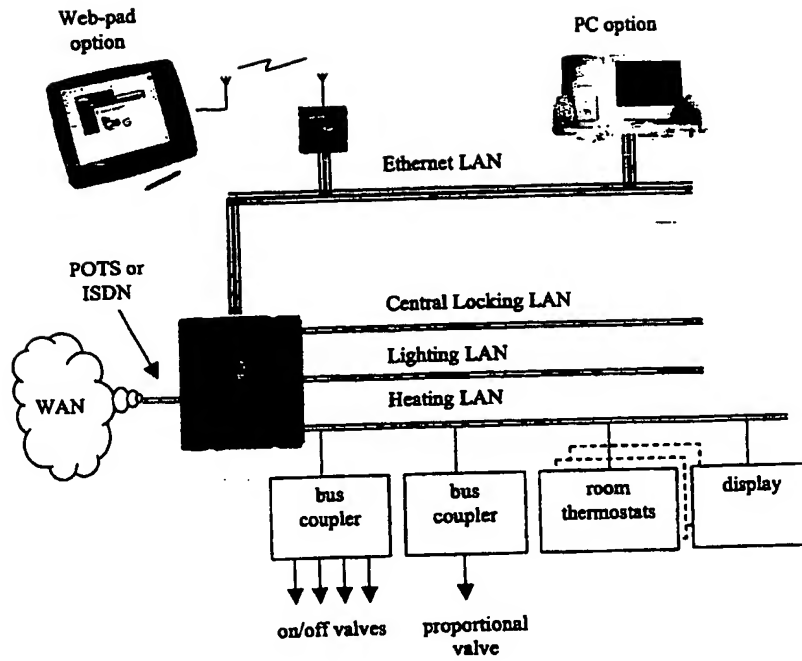 Web-pad
option
PC option
Ethernet LAN
POTS or
ISDN
Central Locking LAN
Lighting LAN
Heating LAN
WAN
bus
coupler
bus
coupler
room
thermostats
display
on/off valves
proportional
valve